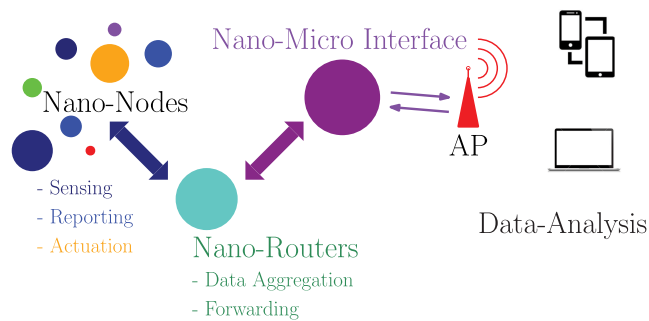 Nano-Micro Interface
Nano-Nodes
AP
- Sensing
- Reporting
- Actuation
Nano-Routers
- Data Aggregation
- Forwarding
Data-Analysis